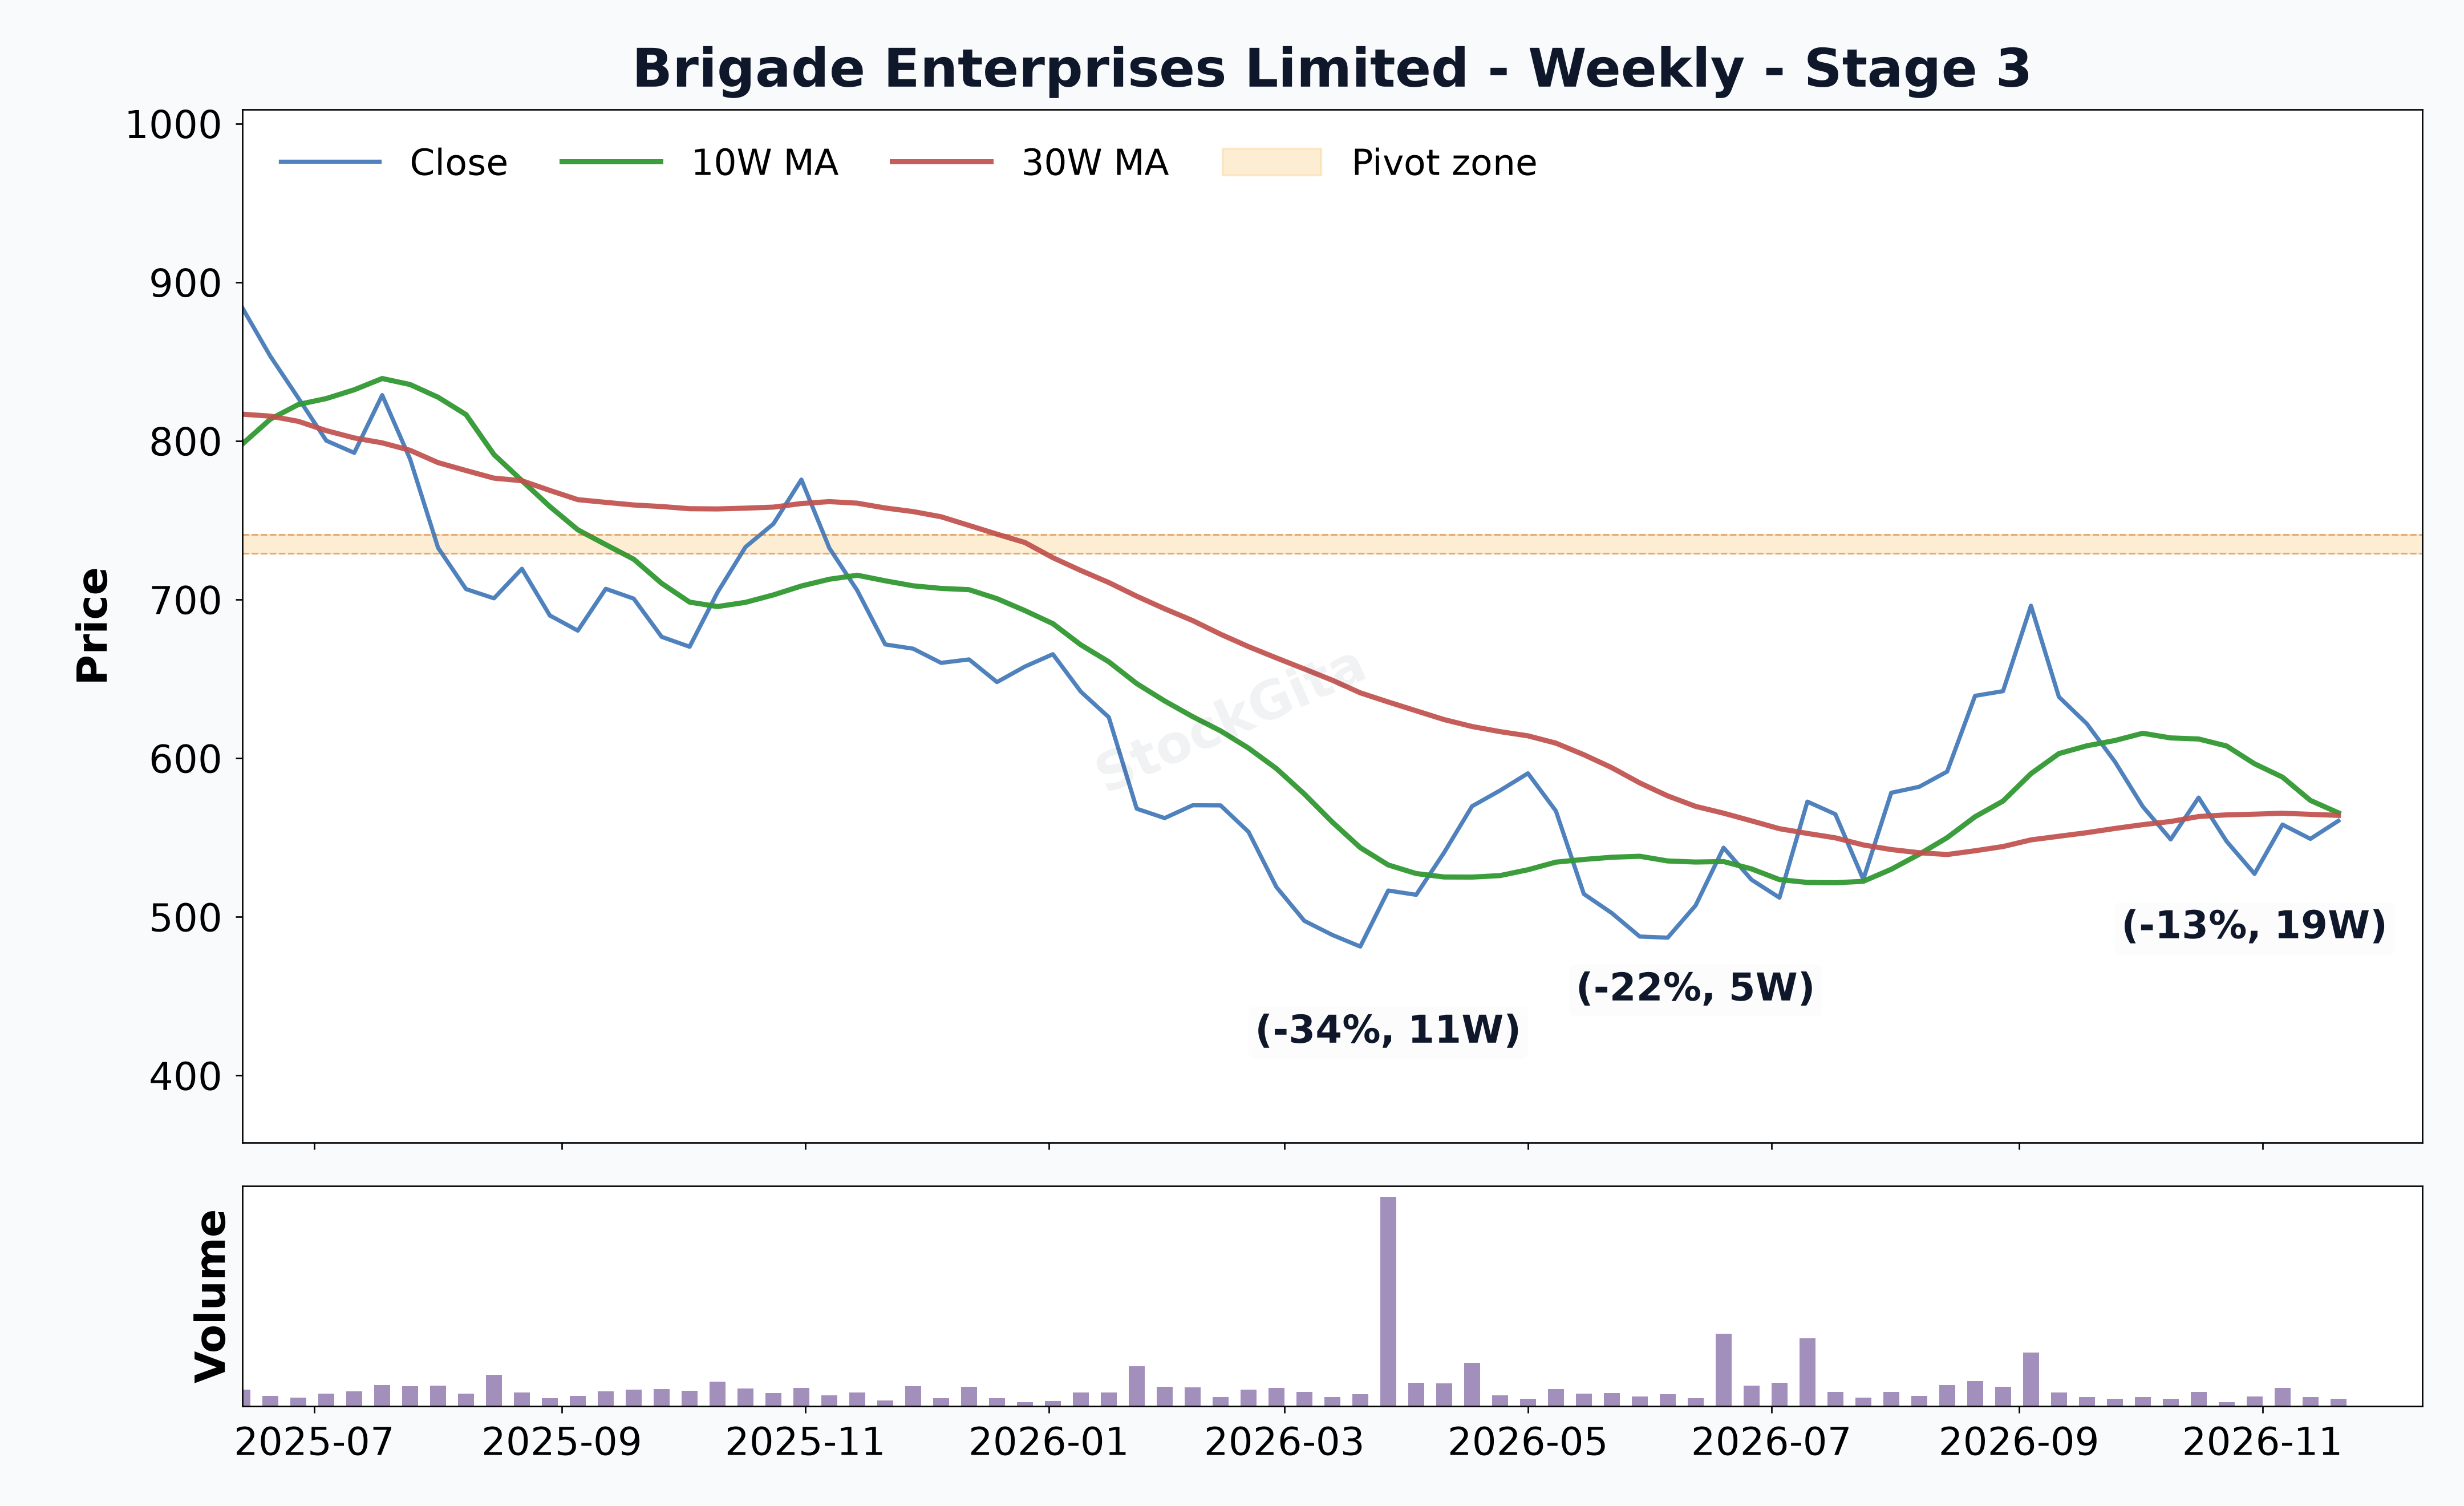 Brigade Enterprises Limited - Weekly - Stage 3
Close 10W MA 30W MA Pivot zone
1000
900
800
700
600
500
400
Price
StockGita
(-34%, 11W)
(-22%, 5W)
(-13%, 19W)
Volume
2025-07 2025-09 2025-11 2026-01 2026-03 2026-05 2026-07 2026-09 2026-11